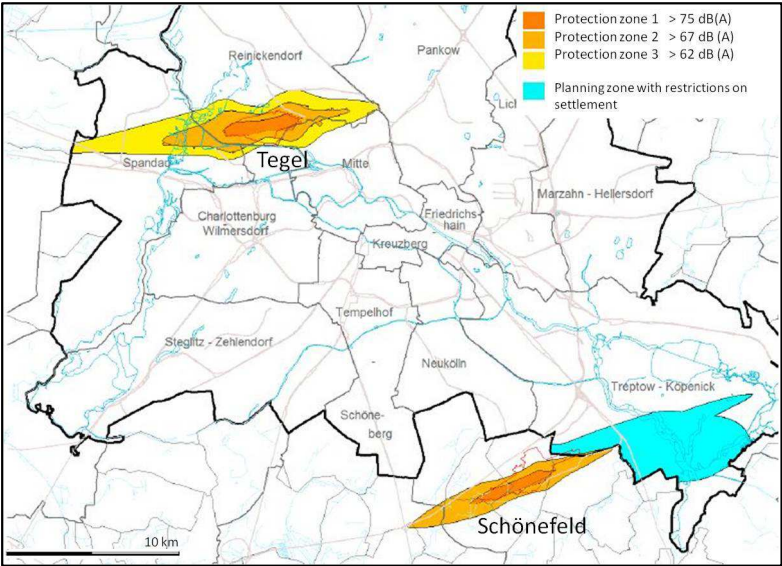 Protection zone 1 > 75 dB(A)
Protection zone 2 > 67 dB (A)
Protection zone 3 > 62 dB (A)
Planning zone with restrictions on
settlement
Reinickendorf
Pankow
Lich
Tegel
Spandau
Mitte
Marzahn - Hellersdorf
Charlottenburg
Wilmersdorf
Friedrichs
hain
Kreuzberg
Tempelhof
Steglitz - Zehlendorf
Neukölln
Treptow - Köpenick
Schöne-
berg
Schönefeld
10 km